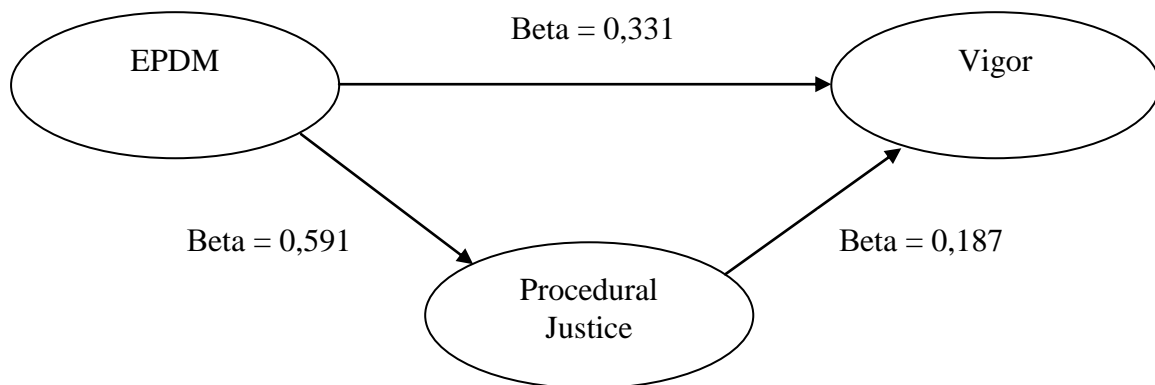 Beta = 0,331
EPDM
Vigor
Beta = 0,591
Beta = 0,187
Procedural
Justice